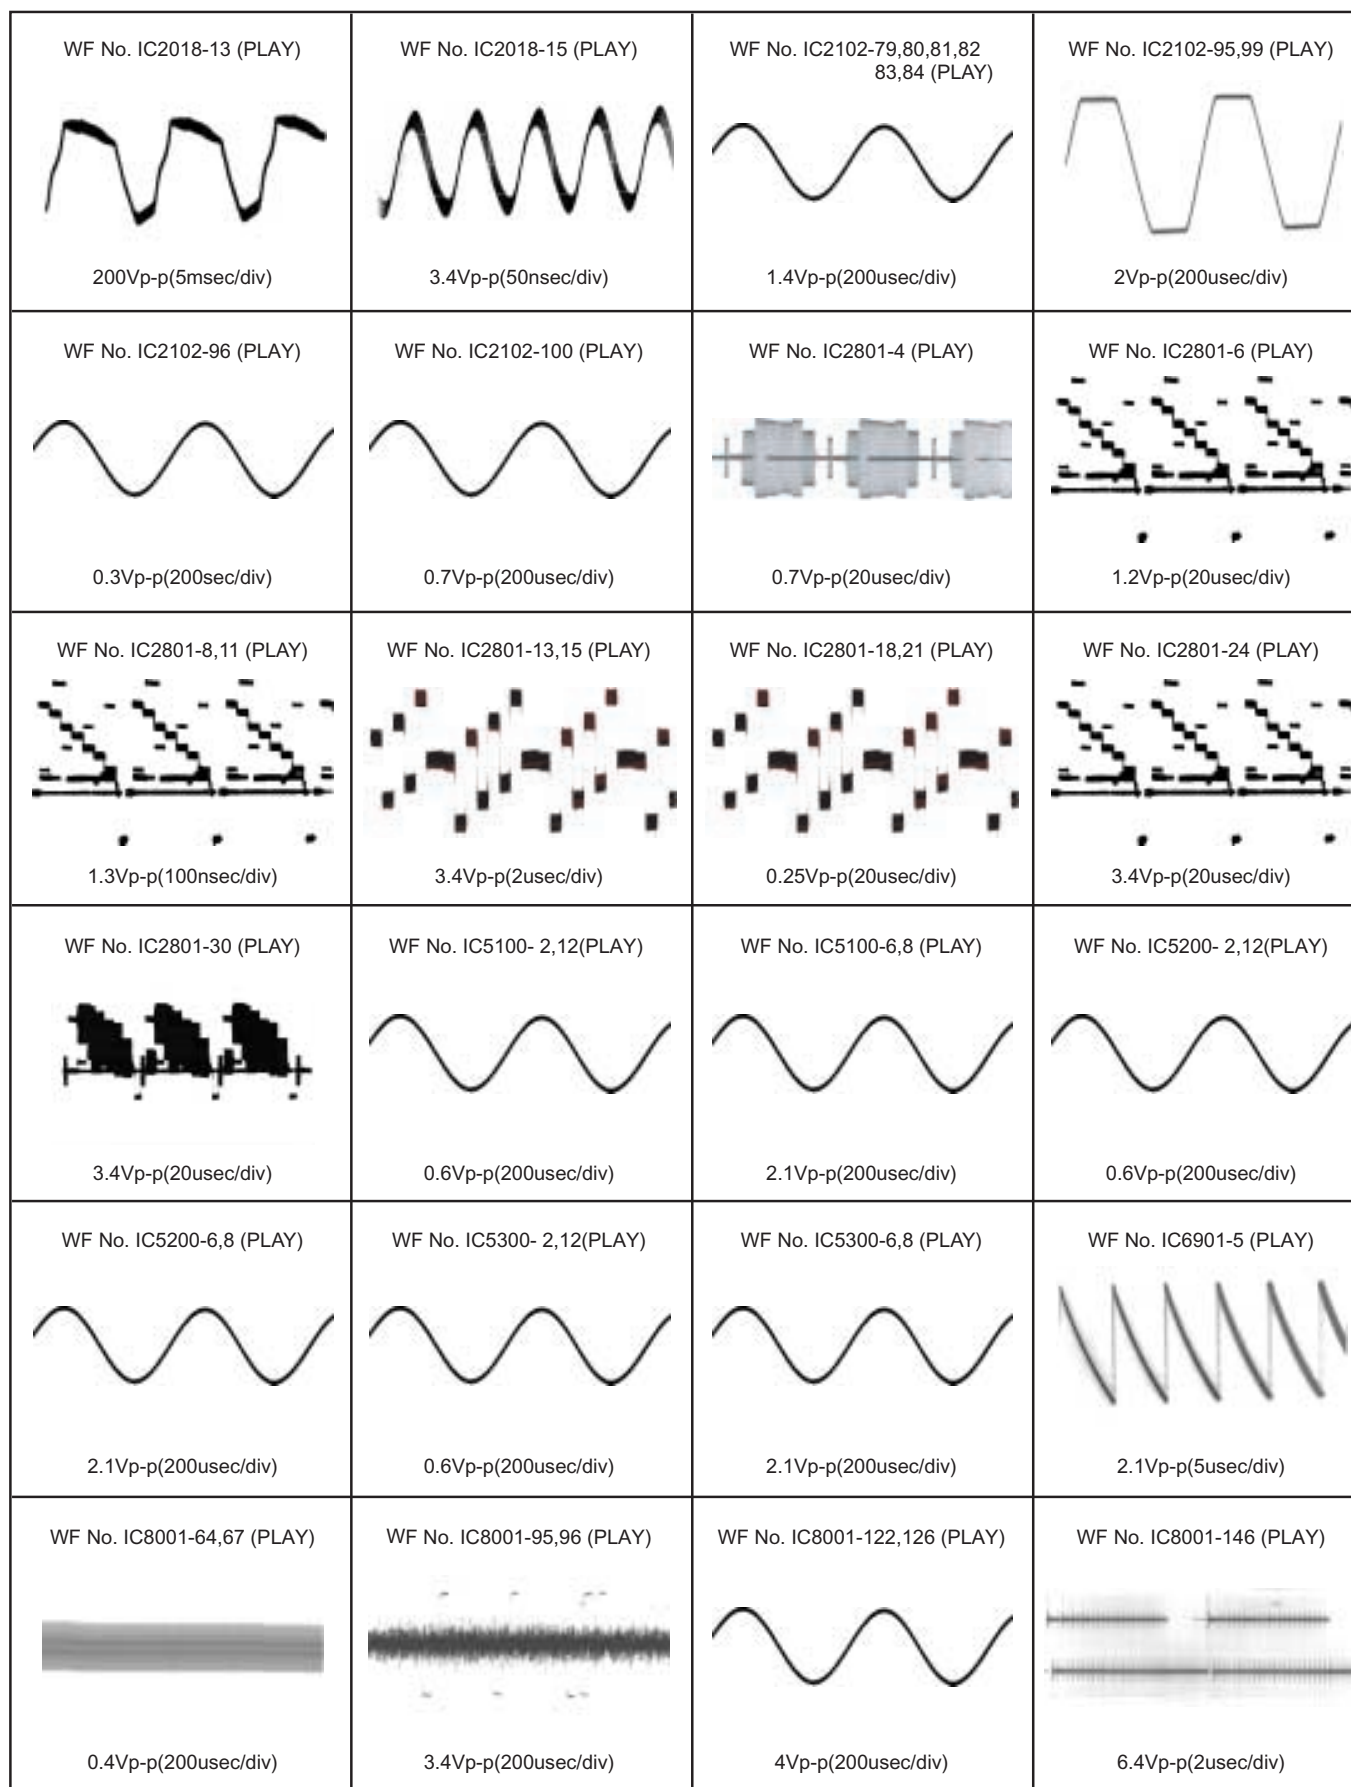 WF No. IC2018-13 (PLAY)
200Vp-p(5msec/div)
WF No. IC2018-15 (PLAY)
3.4Vp-p(50nsec/div)
WF No. IC2102-79,80,81,82
83,84 (PLAY)
1.4Vp-p(200usec/div)
WF No. IC2102-95,99 (PLAY)
2Vp-p(200usec/div)
WF No. IC2102-96 (PLAY)
0.3Vp-p(200sec/div)
WF No. IC2102-100 (PLAY)
0.7Vp-p(200usec/div)
WF No. IC2801-4 (PLAY)
0.7Vp-p(20usec/div)
WF No. IC2801-6 (PLAY)
1.2Vp-p(20usec/div)
WF No. IC2801-8,11 (PLAY)
1.3Vp-p(100nsec/div)
WF No. IC2801-13,15 (PLAY)
3.4Vp-p(2usec/div)
WF No. IC2801-18,21 (PLAY)
0.25Vp-p(20usec/div)
WF No. IC2801-24 (PLAY)
3.4Vp-p(20usec/div)
WF No. IC2801-30 (PLAY)
3.4Vp-p(20usec/div)
WF No. IC5100- 2,12(PLAY)
0.6Vp-p(200usec/div)
WF No. IC5100-6,8 (PLAY)
2.1Vp-p(200usec/div)
WF No. IC5200- 2,12(PLAY)
0.6Vp-p(200usec/div)
WF No. IC5200-6,8 (PLAY)
2.1Vp-p(200usec/div)
WF No. IC5300- 2,12(PLAY)
0.6Vp-p(200usec/div)
WF No. IC5300-6,8 (PLAY)
2.1Vp-p(200usec/div)
WF No. IC6901-5 (PLAY)
2.1Vp-p(5usec/div)
WF No. IC8001-64,67 (PLAY)
0.4Vp-p(200usec/div)
WF No. IC8001-95,96 (PLAY)
3.4Vp-p(200usec/div)
WF No. IC8001-122,126 (PLAY)
4Vp-p(200usec/div)
WF No. IC8001-146 (PLAY)
6.4Vp-p(2usec/div)